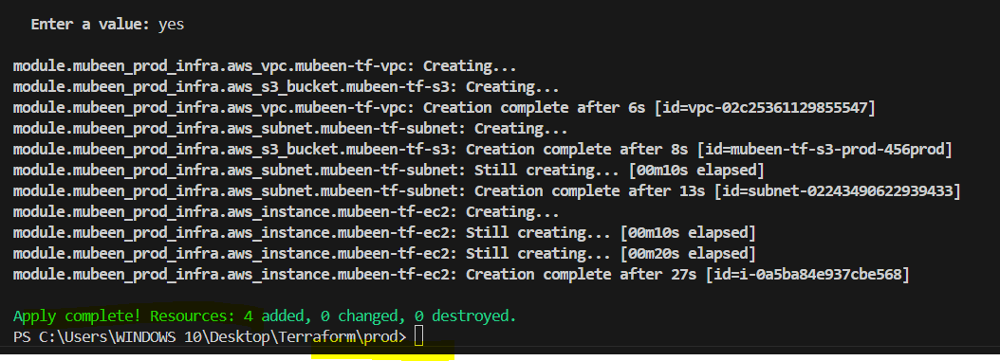 Enter a value: yes
module.mubeen_prod_infra.aws_vpc.mubeen-tf-vpc: Creating...
module.mubeen_prod_infra.aws_s3_bucket.mubeen-tf-s3: Creating...
module.mubeen_prod_infra.aws_vpc.mubeen-tf-vpc: Creation complete after 6s [id=vpc-02c25361129855547]
module.mubeen_prod_infra.aws_subnet.mubeen-tf-subnet: Creating...
module.mubeen_prod_infra.aws_s3_bucket.mubeen-tf-s3: Creation complete after 8s [id=mubeen-tf-s3-prod-456prod]
module.mubeen_prod_infra.aws_subnet.mubeen-tf-subnet: Still creating... [00m10s elapsed]
module.mubeen_prod_infra.aws_subnet.mubeen-tf-subnet: Creation complete after 13s [id=subnet-02243490622939433]
module.mubeen_prod_infra.aws_instance.mubeen-tf-ec2: Creating...
module.mubeen_prod_infra.aws_instance.mubeen-tf-ec2: Still creating... [00m10s elapsed]
module.mubeen_prod_infra.aws_instance.mubeen-tf-ec2: Still creating... [00m20s elapsed]
module.mubeen_prod_infra.aws_instance.mubeen-tf-ec2: Creation complete after 27s [id=i-0a5ba84e937cbe568]
Apply complete! Resources: 4 added, 0 changed, 0 destroyed.
PS C:\Users\WINDOWS 10\Desktop\Terraform\prod>